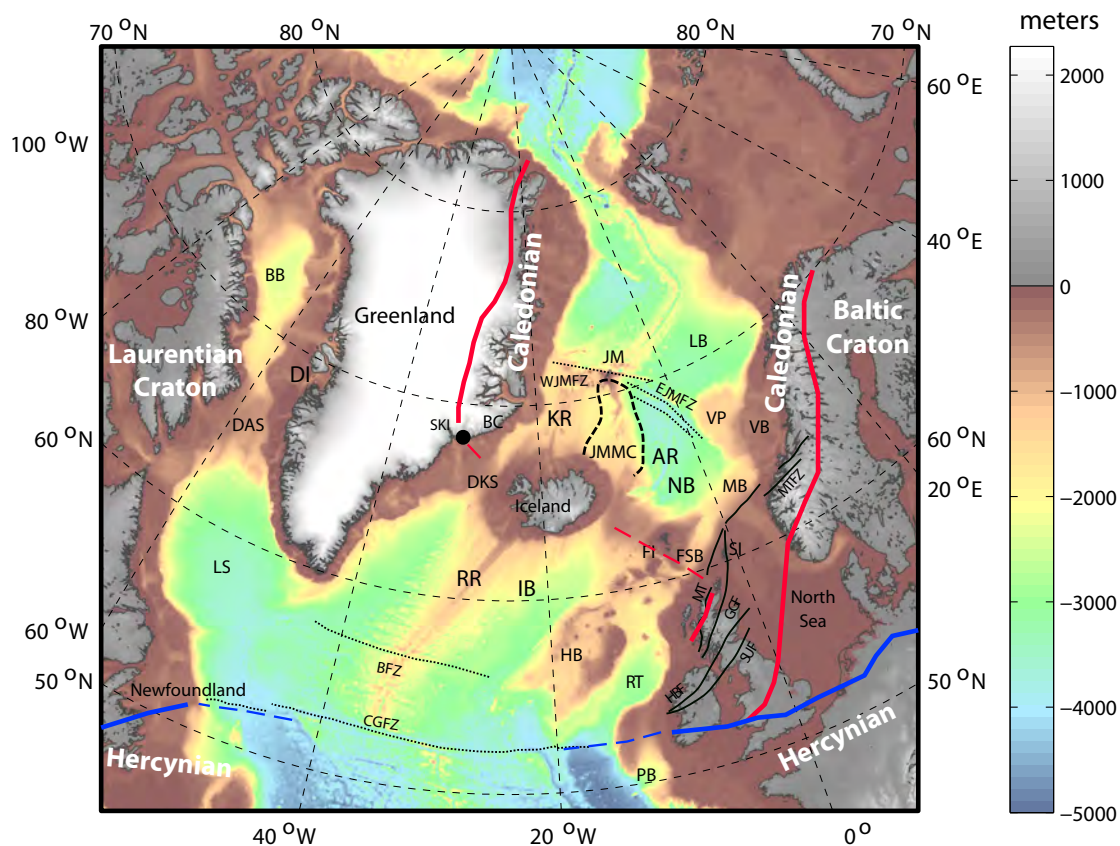 70 °N
80 °N
80 °N
70 °N
meters
2000
1000
0
−1000
−2000
−3000
−4000
−5000
60 °E
100 °W
40 °E
BB
Greenland
Caledonian
Caledonian
Baltic
Craton
80 °W
Laurentian
Craton
DI
LB
JM
WJMFZ
EJMFZ
SKI
BC
KR
VP
VB
DAS
60 °N
60 °N
JMMC
AR
NB
MB
MTFZ
20 °E
DKS
Iceland
FI
FSB
SI
LS
RR
IB
MT
GGF
North
Sea
60 °W
BFZ
HB
SUF
RT
HBF
50 °N
50 °N
Newfoundland
CGFZ
Hercynian
Hercynian
PB
40 °W
20 °W
0°